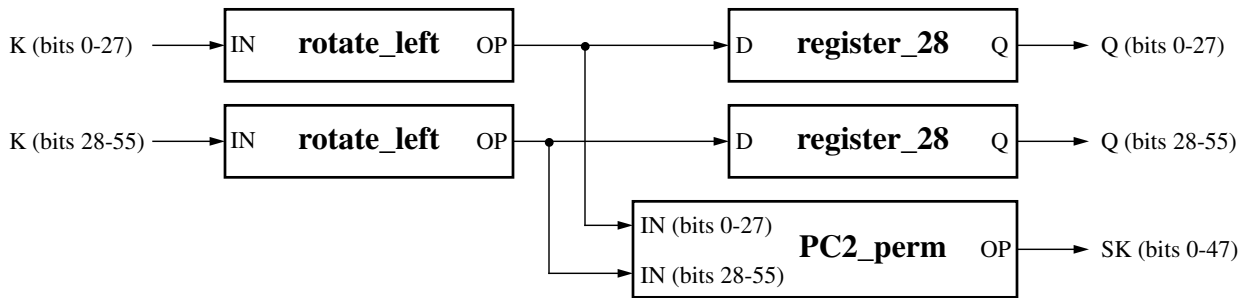 K (bits 0-27) IN rotate_left OP D register_28 Q Q (bits 0-27)
K (bits 28-55) IN rotate_left OP D register_28 Q Q (bits 28-55)
IN (bits 0-27)
PC2_perm OP SK (bits 0-47)
IN (bits 28-55)